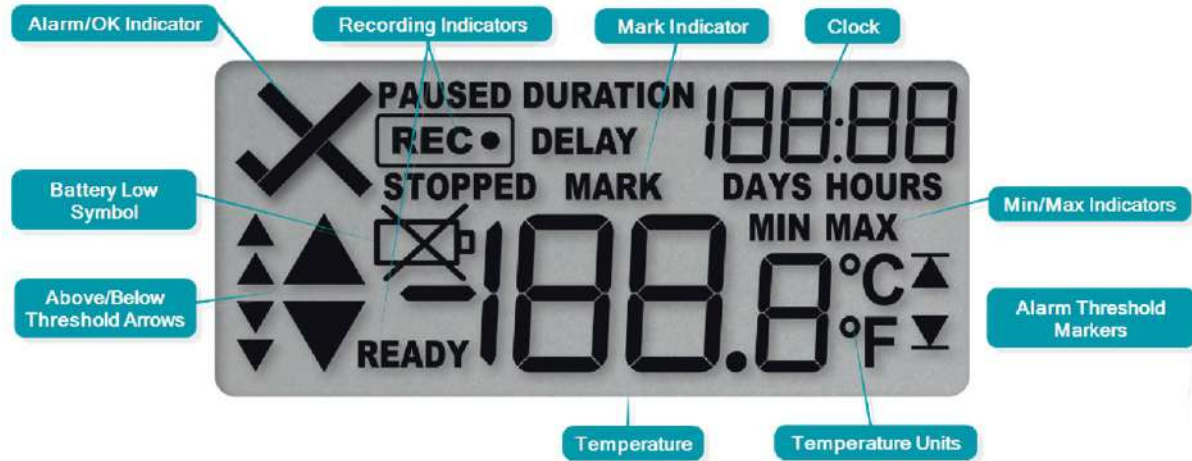 Alarm/OK Indicator
Recording Indicators
Mark Indicator
Clock
PAUSED DURATION
188:88
REC
DELAY
STOPPED MARK
DAYS HOURS
Battery Low
Symbol
Min/Max Indicators
MIN MAX
-188.8
°C
°F
Above/Below
Threshold Arrows
Alarm Threshold
Markers
READY
Temperature
Temperature Units